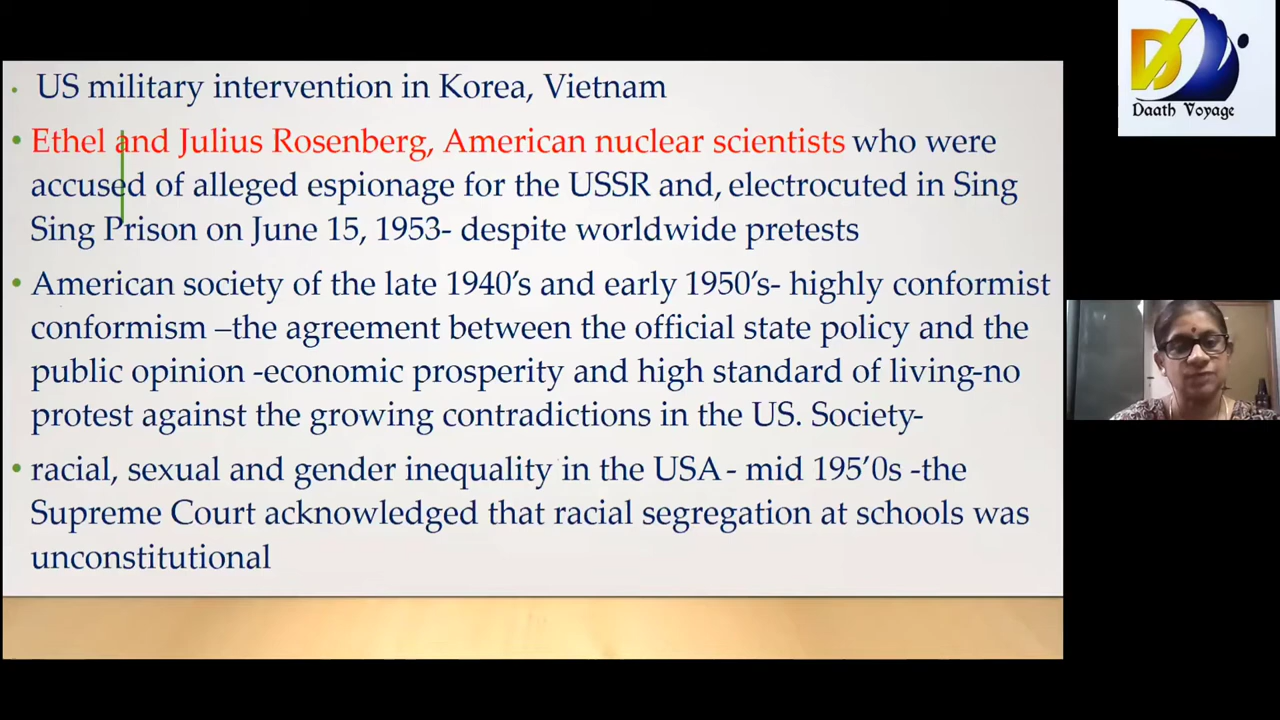 • US military intervention in Korea, Vietnam
• Ethel and Julius Rosenberg, American nuclear scientists who were
accused of alleged espionage for the USSR and, electrocuted in Sing
Sing Prison on June 15, 1953- despite worldwide pretests
• American society of the late 1940's and early 1950's- highly conformist
conformism –the agreement between the official state policy and the
public opinion -economic prosperity and high standard of living-no
protest against the growing contradictions in the US. Society-
• racial, sexual and gender inequality in the USA - mid 195'0s -the
Supreme Court acknowledged that racial segregation at schools was
unconstitutional
DV
Daath Voyage